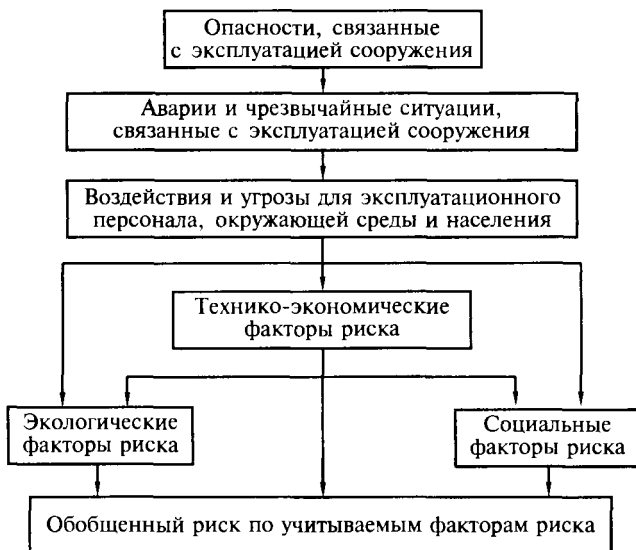 Опасности, связанные
с эксплуатацией сооружения
Аварии и чрезвычайные ситуации,
связанные с эксплуатацией сооружения
Воздействия и угрозы для эксплуатационного
персонала, окружающей среды и населения
Технико-экономические
факторы риска
Экологические
факторы риска
Социальные
факторы риска
Обобщенный риск по учитываемым факторам риска